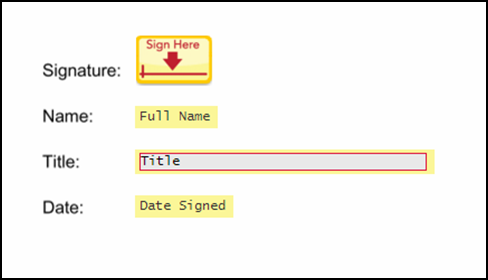 Sign Here
Signature:
Name: Full Name
Title: Title
Date: Date Signed